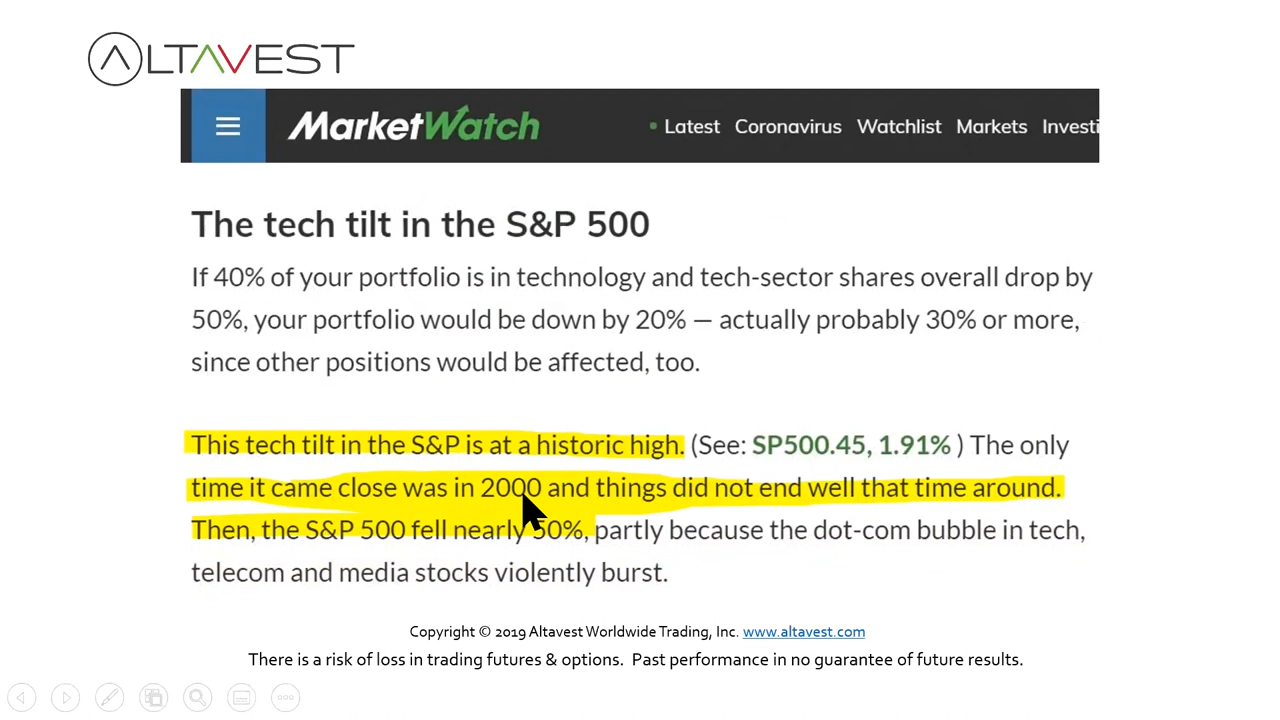 ALTAVEST
MarketWatch
Latest Coronavirus Watchlist Markets Investi
The tech tilt in the S&P 500
If 40% of your portfolio is in technology and tech-sector shares overall drop by
50%, your portfolio would be down by 20% — actually probably 30% or more,
since other positions would be affected, too.
This tech tilt in the S&P is at a historic high. (See: SP500.45, 1.91% ) The only
time it came close was in 2000 and things did not end well that time around.
Then, the S&P 500 fell nearly 50%, partly because the dot-com bubble in tech,
telecom and media stocks violently burst.
Copyright © 2019 Altavest Worldwide Trading, Inc. www.altavest.com
There is a risk of loss in trading futures & options. Past performance in no guarantee of future results.